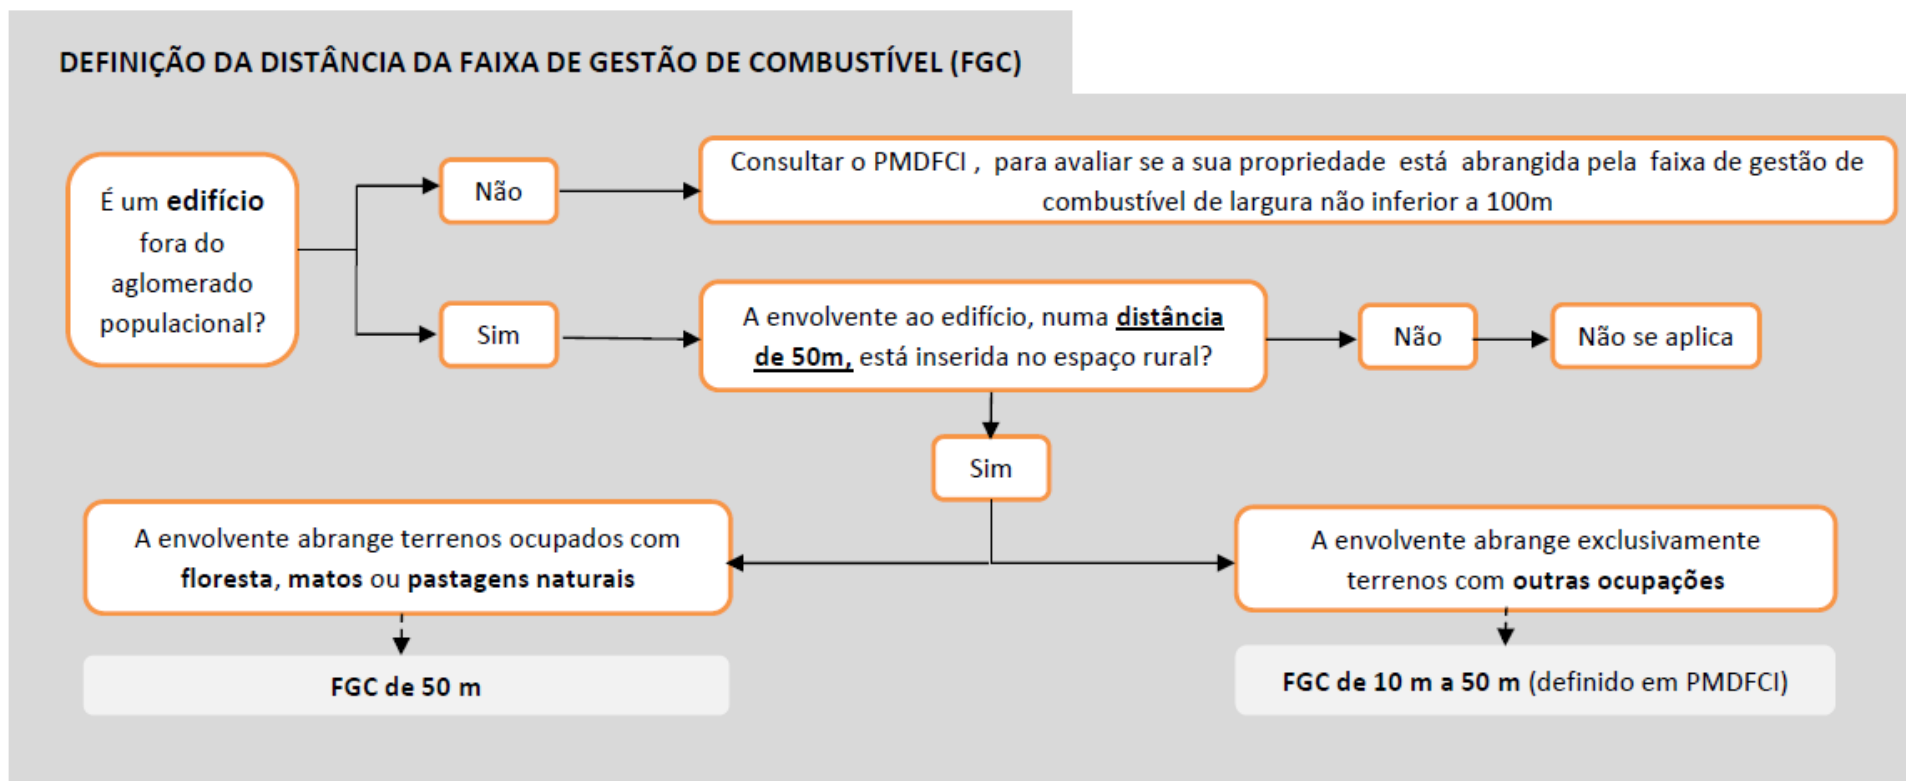 DEFINIÇÃO DA DISTÂNCIA DA FAIXA DE GESTÃO DE COMBUSTÍVEL (FGC)
É um edifício
fora do
aglomerado
populacional?
Não
Consultar o PMDFCI , para avaliar se a sua propriedade está abrangida pela faixa de gestão de
combustível de largura não inferior a 100m
Sim
A envolvente ao edifício, numa distância
de 50m, está inserida no espaço rural?
Não
Não se aplica
Sim
A envolvente abrange terrenos ocupados com
floresta, matos ou pastagens naturais
FGC de 50 m
A envolvente abrange exclusivamente
terrenos com outras ocupações
FGC de 10 m a 50 m (definido em PMDFCI)